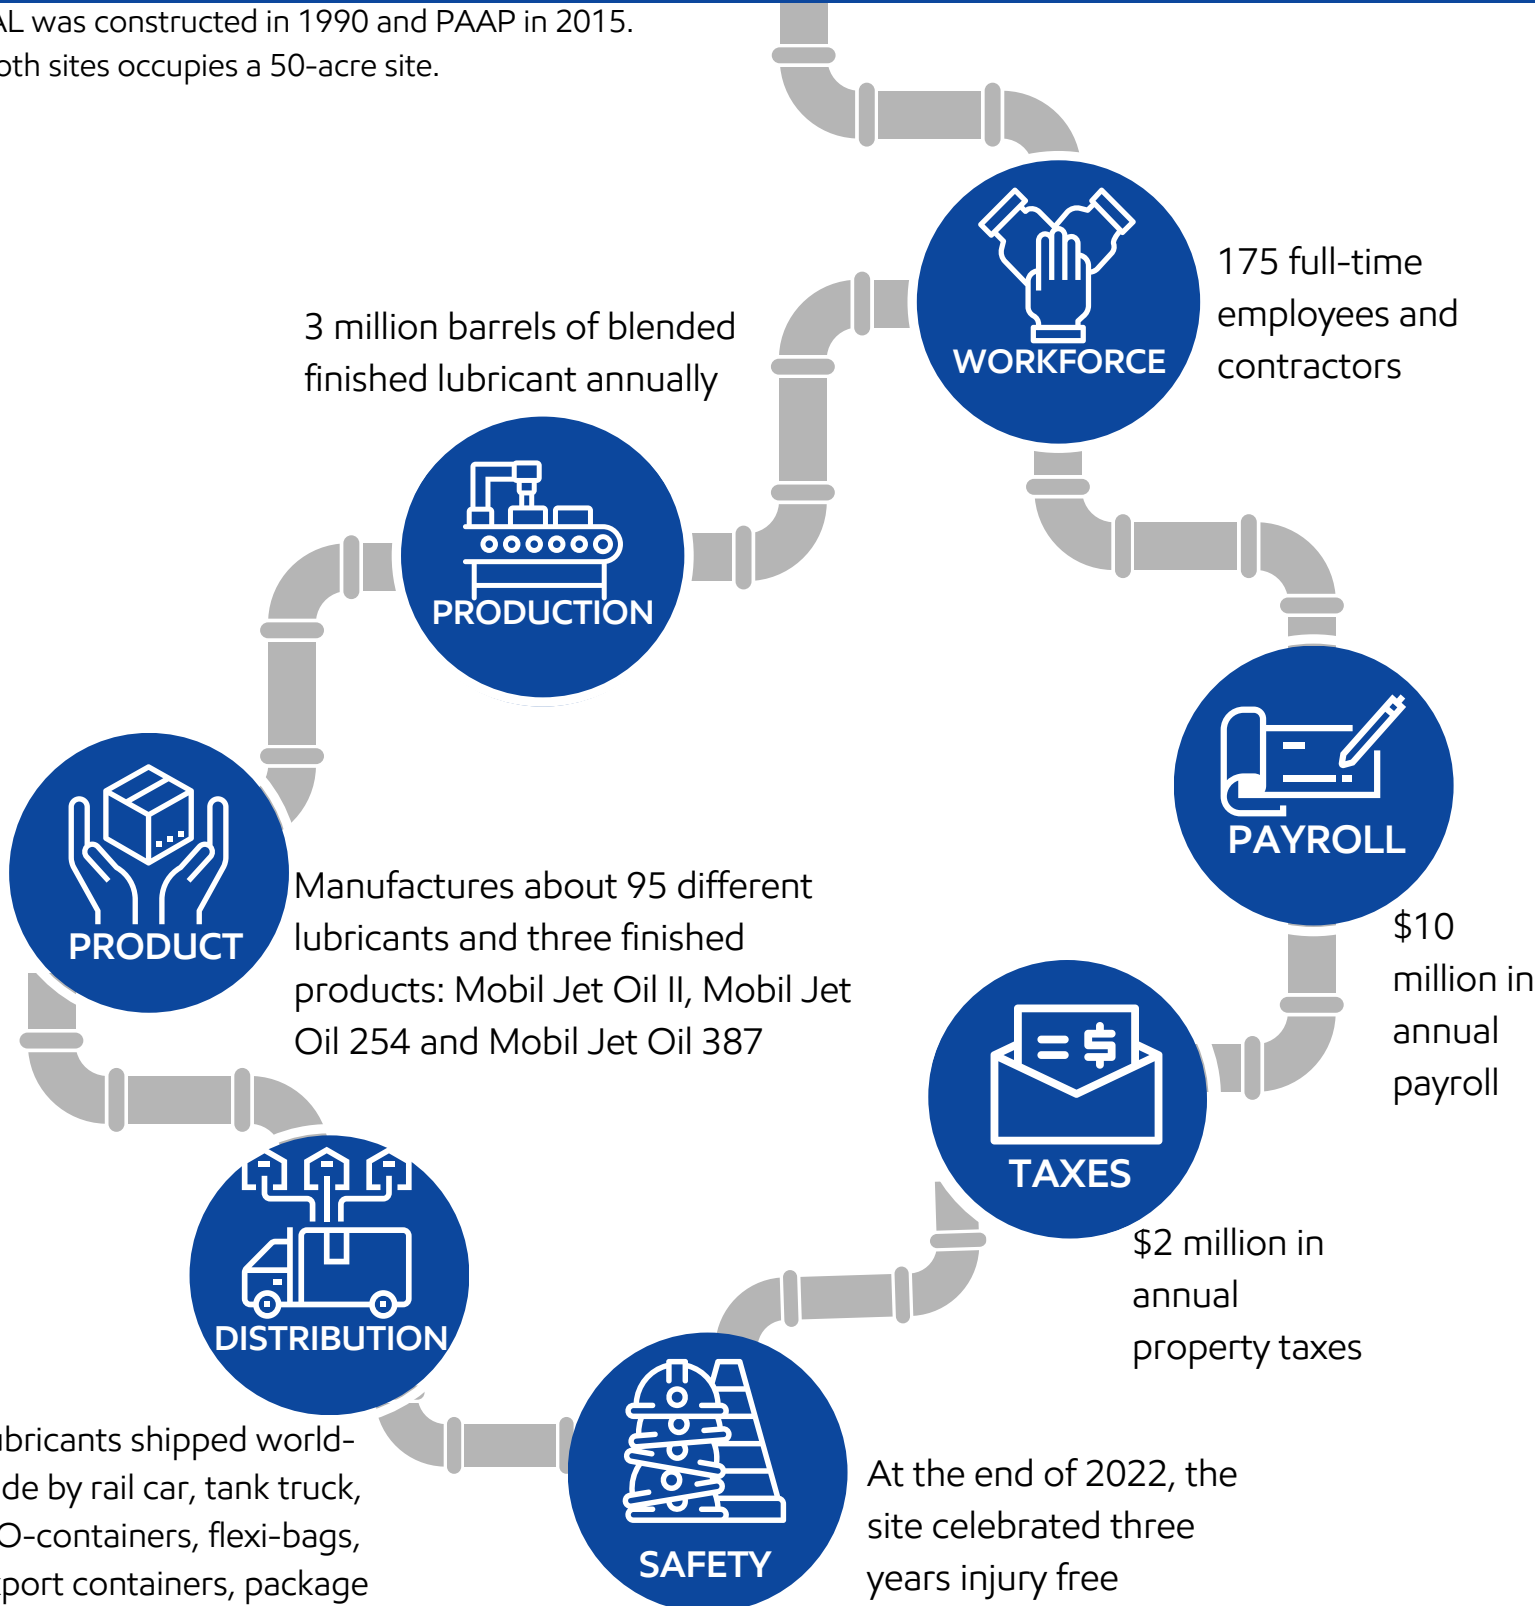 AL was constructed in 1990 and PAAP in 2015.
oth sites occupies a 50-acre site.
WORKFORCE
175 full-time
employees and
contractors
3 million barrels of blended
finished lubricant annually
PRODUCTION
PAYROLL
$10
million in
annual
payroll
PRODUCT
Manufactures about 95 different
lubricants and three finished
products: Mobil Jet Oil II, Mobil Jet
Oil 254 and Mobil Jet Oil 387
= $
TAXES
$2 million in
annual
property taxes
DISTRIBUTION
ubricants shipped world-
de by rail car, tank truck,
O-containers, flexi-bags,
xport containers, package
SAFETY
At the end of 2022, the
site celebrated three
years injury free